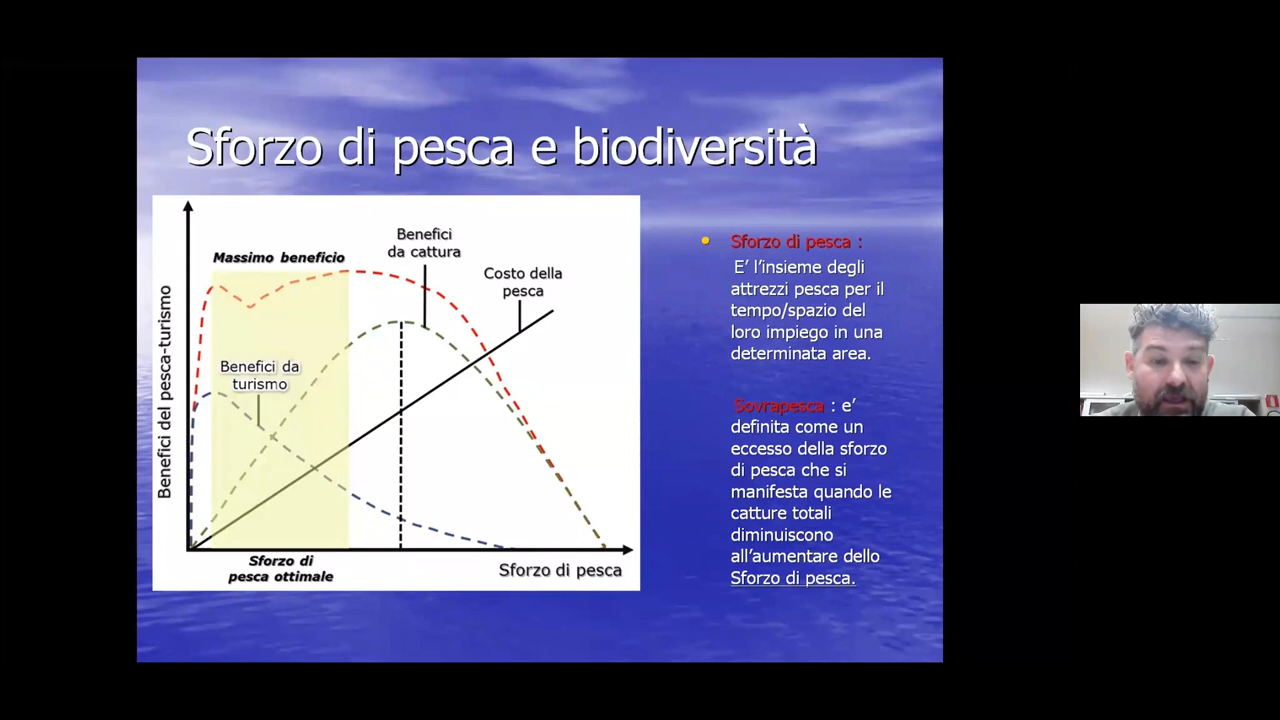 Sforzo di pesca e biodiversità
Massimo beneficio
Benefici
da cattura
Costo della
pesca
Benefici da
turismo
Benefici del pesca-turismo
Sforzo di
pesca ottimale
Sforzo di pesca
Sforzo di pesca :
E’ l’insieme degli
attrezzi pesca per il
tempo/spazio del
loro impiego in una
determinata area.
Sovrapesca : e’
definita come un
eccesso della sforzo
di pesca che si
manifesta quando le
catture totali
diminuiscono
all’aumentare dello
Sforzo di pesca.